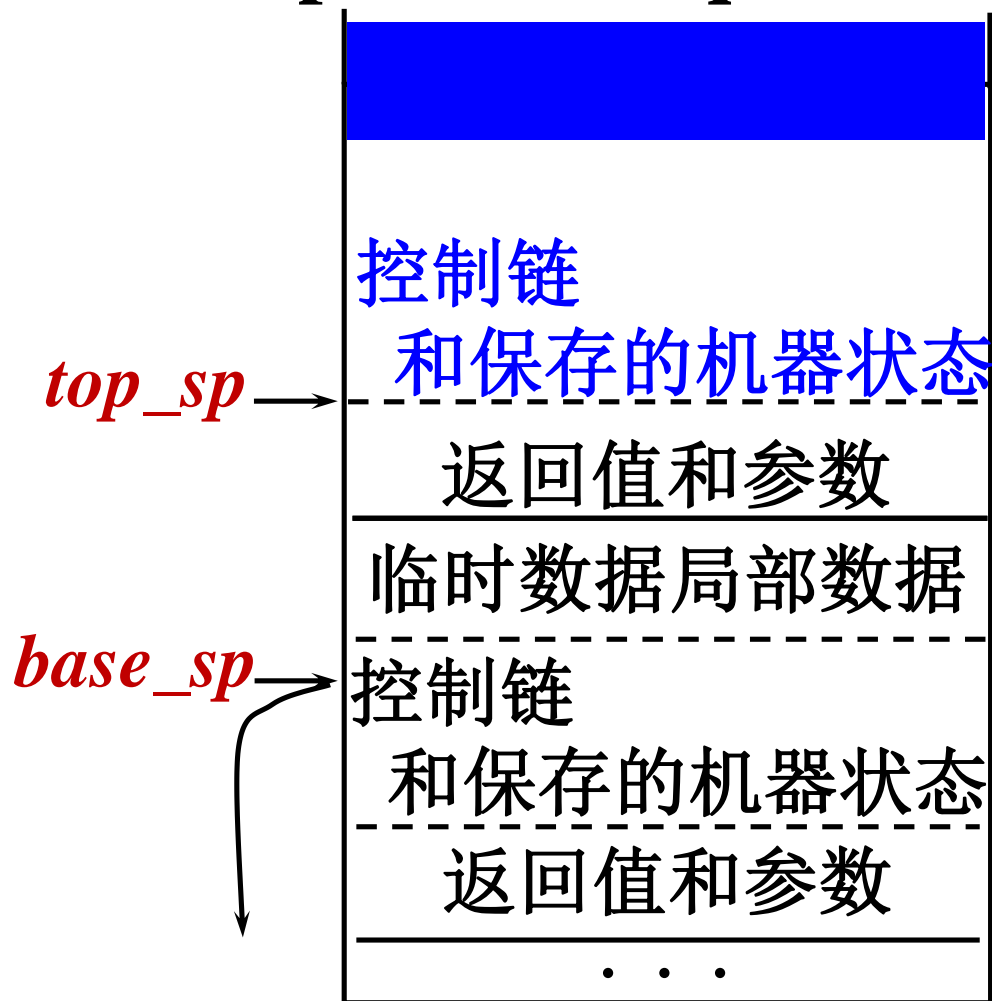 控制链
和保存的机器状态
top_sp
返回值和参数
临时数据局部数据
base_sp
控制链
和保存的机器状态
返回值和参数
. . .